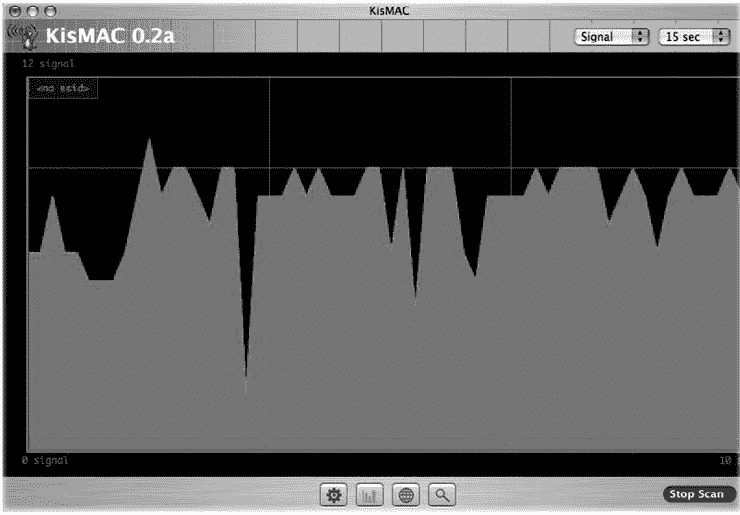 KisMAC
KisMAC 0.2a
Signal
15 sec
12 signal
<no ssid>
0 signal
10
Stop Scan